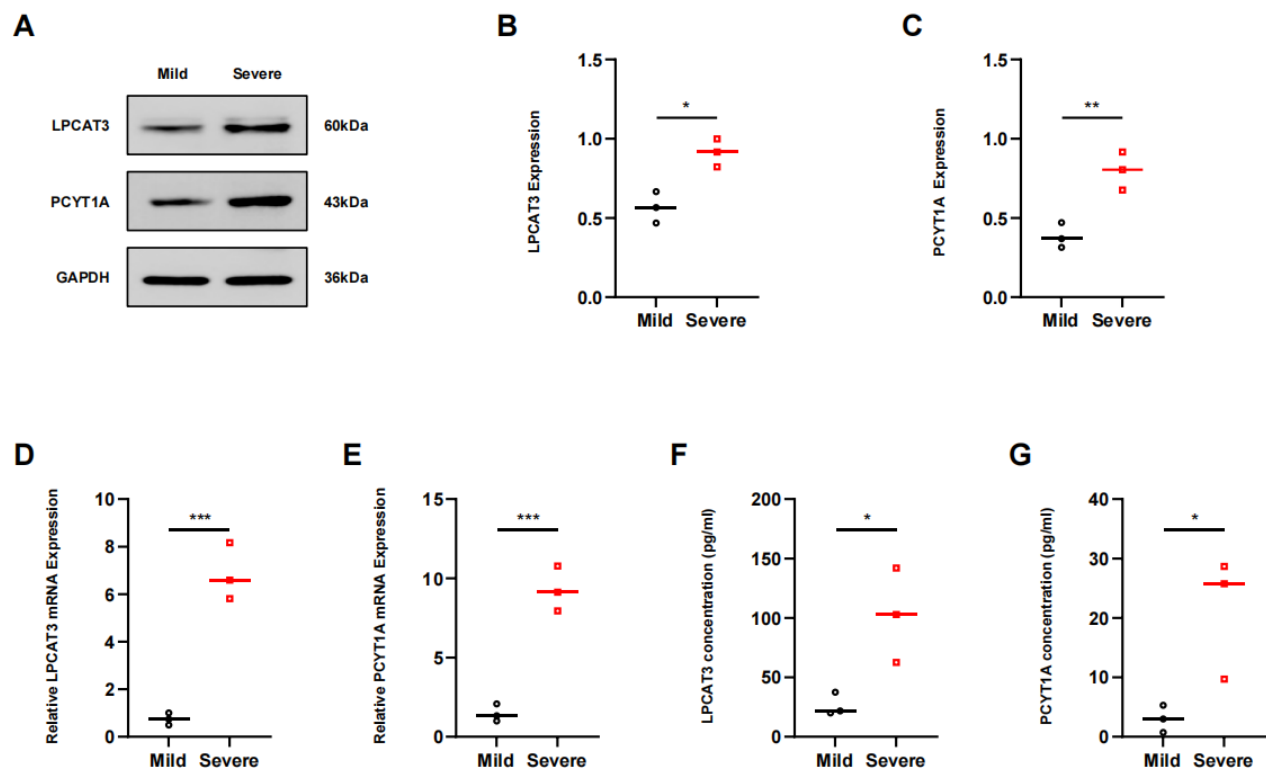 A
Mild Severe
LPCAT3 60kDa
PCYT1A 43kDa
GAPDH 36kDa
B
LPCAT3 Expression
1.5
1.0
0.5
0.0
*
Mild Severe
C
PCYT1A Expression
1.5
1.0
0.5
0.0
**
Mild Severe
D
Relative LPCAT3 mRNA Expression
10
8
6
4
2
0
***
Mild Severe
E
Relative PCYT1A mRNA Expression
15
10
5
0
***
Mild Severe
F
LPCAT3 concentration (pg/ml)
200
150
100
50
0
*
Mild Severe
G
PCYT1A concentration (pg/ml)
40
30
20
10
0
*
Mild Severe